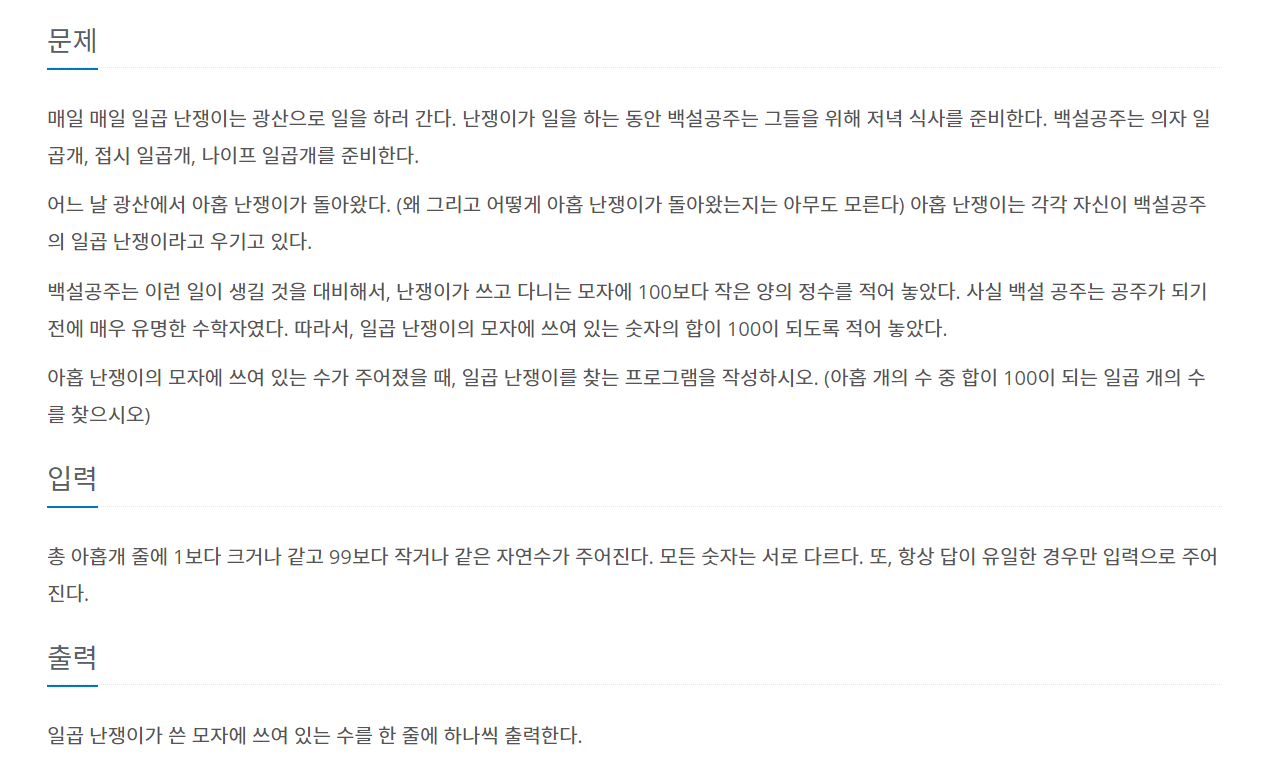 문제
매일 매일 일곱 난쟁이는 광산으로 일을 하러 간다. 난쟁이가 일을 하는 동안 백설공주는 그들을 위해 저녁 식사를 준비한다. 백설공주는 의자 일
곱개, 접시 일곱개, 나이프 일곱개를 준비한다.
어느 날 광산에서 아홉 난쟁이가 돌아왔다. (왜 그리고 어떻게 아홉 난쟁이가 돌아왔는지는 아무도 모른다) 아홉 난쟁이는 각각 자신이 백설공주
의 일곱 난쟁이라고 우기고 있다.
백설공주는 이런 일이 생길 것을 대비해서, 난쟁이가 쓰고 다니는 모자에 100보다 작은 양의 정수를 적어 놓았다. 사실 백설 공주는 공주가 되기
전에 매우 유명한 수학자였다. 따라서, 일곱 난쟁이의 모자에 쓰여 있는 숫자의 합이 100이 되도록 적어 놓았다.
아홉 난쟁이의 모자에 쓰여 있는 수가 주어졌을 때, 일곱 난쟁이를 찾는 프로그램을 작성하시오. (아홉 개의 수 중 합이 100이 되는 일곱 개의 수
를 찾으시오)
입력
총 아홉개 줄에 1보다 크거나 같고 99보다 작거나 같은 자연수가 주어진다. 모든 숫자는 서로 다르다. 또, 항상 답이 유일한 경우만 입력으로 주어
진다.
출력
일곱 난쟁이가 쓴 모자에 쓰여 있는 수를 한 줄에 하나씩 출력한다.